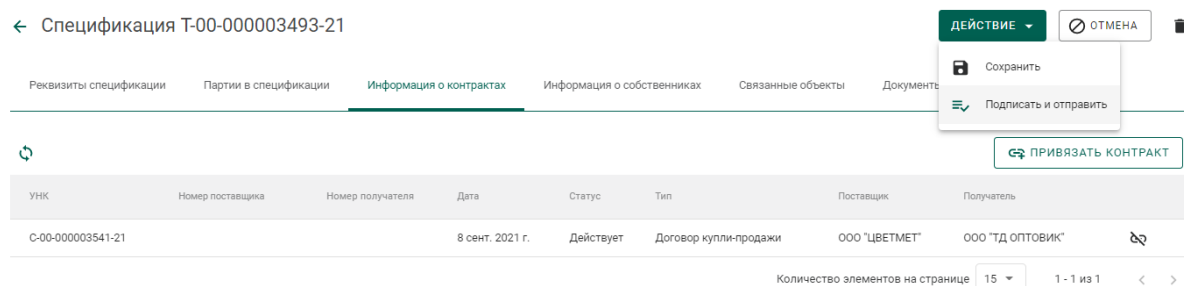 Спецификация Т-00-000003493-21
ДЕЙСТВИЕ
ОТМЕНА
Сохранить
Подписать и отправить
Реквизиты спецификации Партии в спецификации Информация о контрактах Информация о собственниках Связанные объекты Документы
ПРИВЯЗАТЬ КОНТРАКТ
УНК Номер поставщика Номер получателя Дата Статус Тип Поставщик Получатель
С-00-000003541-21 8 сент. 2021 г. Действует Договор купли-продажи ООО "ЦВЕТМЕТ" ООО "ТД ОПТОВИК"
Количество элементов на странице 15 1 - 1 из 1